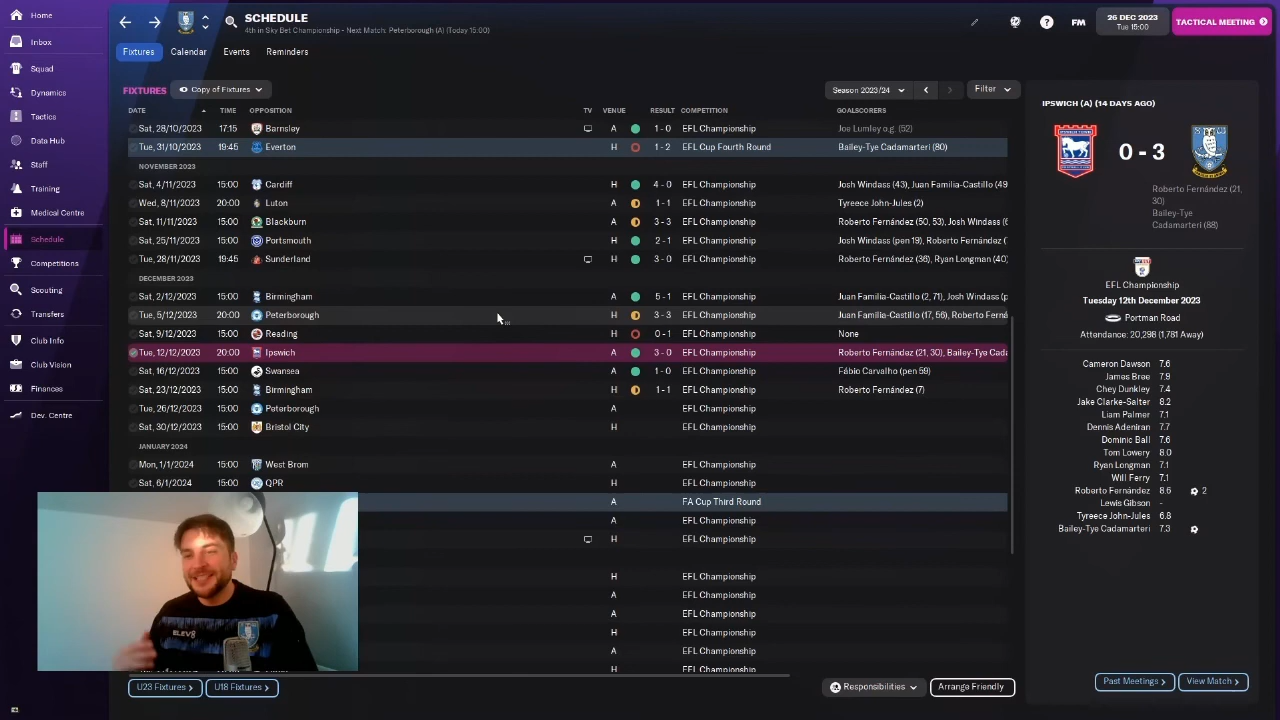 Home
Inbox
Squad
Dynamics
Tactics
Data Hub
Staff
Training
Medical Centre
Schedule
Competitions
Scouting
Transfers
Club Info
Club Vision
Finances
Dev. Centre
SCHEDULE
4th in Sky Bet Championship - Next Match: Peterborough (A) (Today 15:00)
FM
26 DEC 2023
Tue 15:00
TACTICAL MEETING
Fixtures Calendar Events Reminders
FIXTURES Copy of Fixtures Season 2023/24 Filter
DATE TIME OPPOSITION TV VENUE RESULT COMPETITION GOALSCORERS
Sat, 28/10/2023 17:15 Barnsley A 1 - 0 EFL Championship Joe Lumley o.g. (52)
Tue, 31/10/2023 19:45 Everton H 1 - 2 EFL Cup Fourth Round Bailey-Tye Cadamarteri (80)
NOVEMBER 2023
Sat, 4/11/2023 15:00 Cardiff H 4 - 0 EFL Championship Josh Windass (43), Juan Familia-Castillo (49
Wed, 8/11/2023 20:00 Luton A 1 - 1 EFL Championship Tyreece John-Jules (2)
Sat, 11/11/2023 15:00 Blackburn A 3 - 3 EFL Championship Roberto Fernández (50, 53), Josh Windass (6
Sat, 25/11/2023 15:00 Portsmouth H 2 - 1 EFL Championship Josh Windass (pen 19), Roberto Fernández (
Tue, 28/11/2023 19:45 Sunderland H 3 - 0 EFL Championship Roberto Fernández (36), Ryan Longman (40)
DECEMBER 2023
Sat, 2/12/2023 15:00 Birmingham A 5 - 1 EFL Championship Juan Familia-Castillo (2, 71), Josh Windass (p
Tue, 5/12/2023 20:00 Peterborough H 3 - 3 EFL Championship Juan Familia-Castillo (17, 56), Roberto Ferná
Sat, 9/12/2023 15:00 Reading H 0 - 1 EFL Championship None
Tue, 12/12/2023 20:00 Ipswich A 3 - 0 EFL Championship Roberto Fernández (21, 30), Bailey-Tye Cada
Sat, 16/12/2023 15:00 Swansea A 1 - 0 EFL Championship Fábio Carvalho (pen 59)
Sat, 23/12/2023 15:00 Birmingham H 1 - 1 EFL Championship Roberto Fernández (7)
Tue, 26/12/2023 15:00 Peterborough A EFL Championship
Sat, 30/12/2023 15:00 Bristol City H EFL Championship
JANUARY 2024
Mon, 1/1/2024 15:00 West Brom A EFL Championship
Sat, 6/1/2024 15:00 QPR H EFL Championship
A FA Cup Third Round
A EFL Championship
H EFL Championship
H EFL Championship
A EFL Championship
A EFL Championship
H EFL Championship
A EFL Championship
H EFL Championship
ELEV8
U23 Fixtures U18 Fixtures Responsibilities Arrange Friendly
IPSWICH (A) (14 DAYS AGO)
0 - 3
Roberto Fernández (21,
30)
Bailey-Tye
Cadamarteri (88)
EFL Championship
Tuesday 12th December 2023
Portman Road
Attendance: 20,298 (1,781 Away)
Cameron Dawson 7.6
James Bree 7.9
Chey Dunkley 7.4
Jake Clarke-Salter 8.2
Liam Palmer 7.1
Dennis Adeniran 7.7
Dominic Ball 7.6
Tom Lowery 8.0
Ryan Longman 7.1
Will Ferry 7.1
Roberto Fernández 8.6 2
Lewis Gibson -
Tyreece John-Jules 6.8
Bailey-Tye Cadamarteri 7.3
Past Meetings View Match